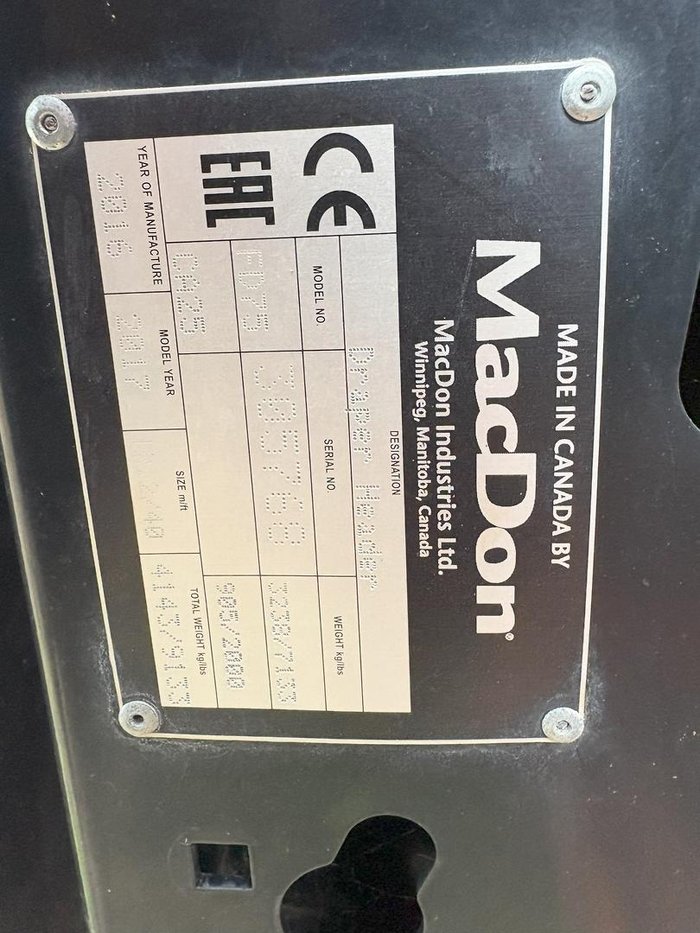 MADE IN CANADA BY
MacDon®
MacDon Industries Ltd.
Winnipeg, Manitoba, Canada
CE
EAC
DESIGNATION
Draper Header
MODEL NO. SERIAL NO. WEIGHT kg/lbs
FD75 305768 3238/7133
CA25 905/2000
YEAR OF MANUFACTURE MODEL YEAR SIZE m/ft TOTAL WEIGHT kg/lbs
2016 2017 4143/9133